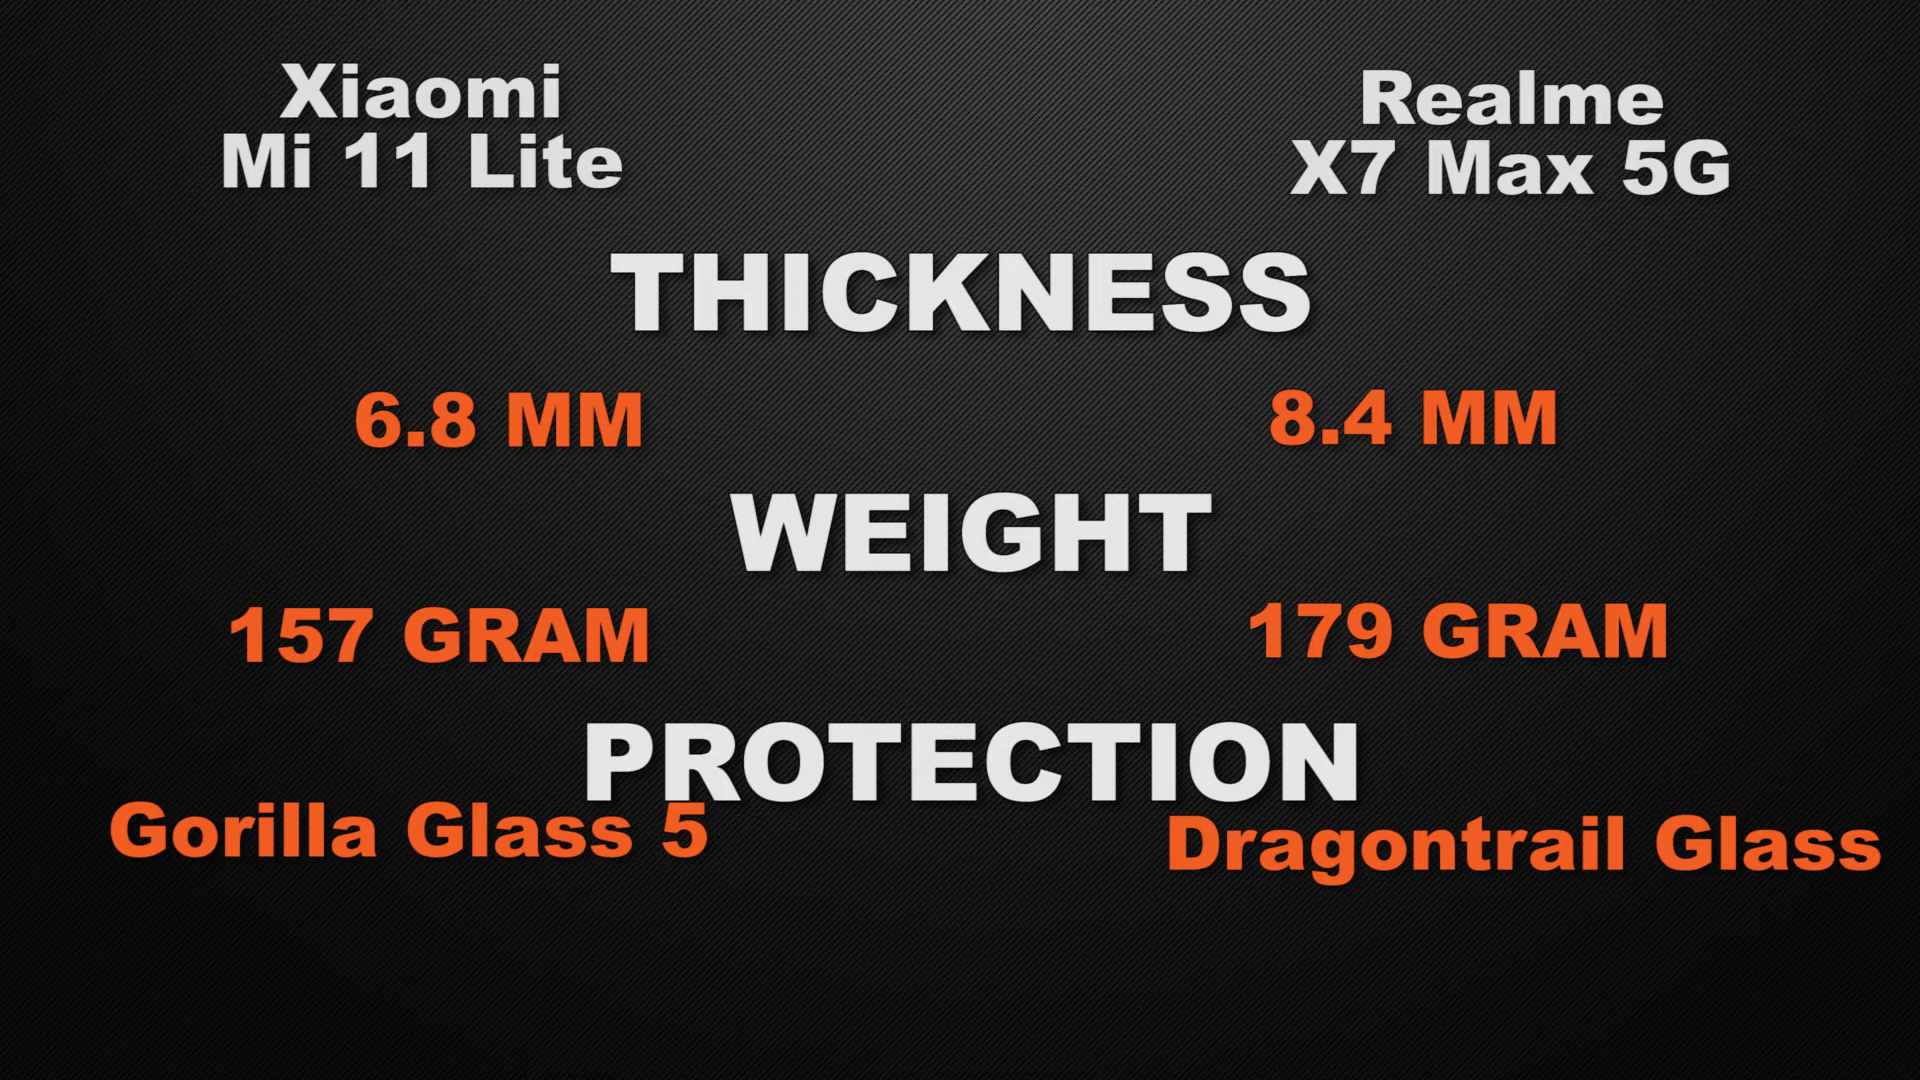 Xiaomi
Mi 11 Lite
Realme
X7 Max 5G
THICKNESS
6.8 MM
8.4 MM
WEIGHT
157 GRAM
179 GRAM
PROTECTION
Gorilla Glass 5
Dragontrail Glass